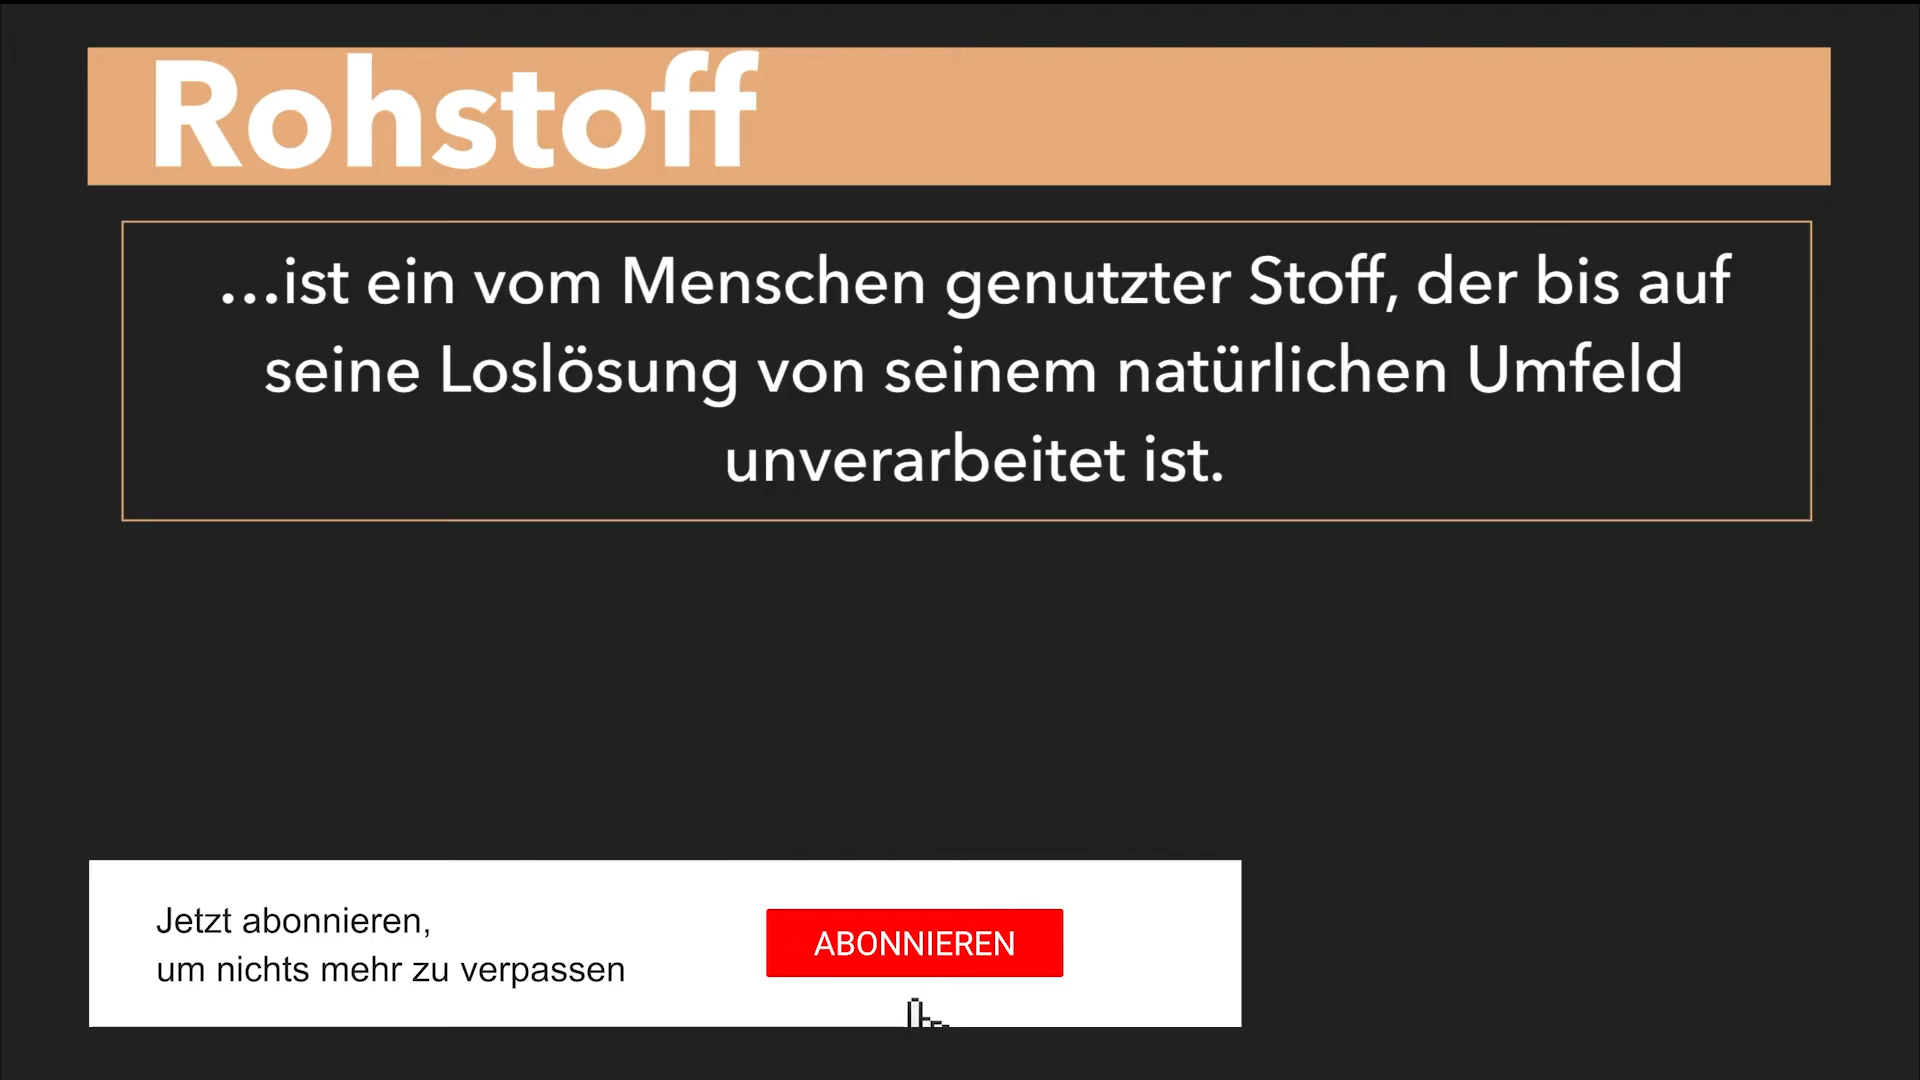 Rohstoff
...ist ein vom Menschen genutzter Stoff, der bis auf
seine Loslösung von seinem natürlichen Umfeld
unverarbeitet ist.
Jetzt abonnieren,
um nichts mehr zu verpassen
ABONNIEREN